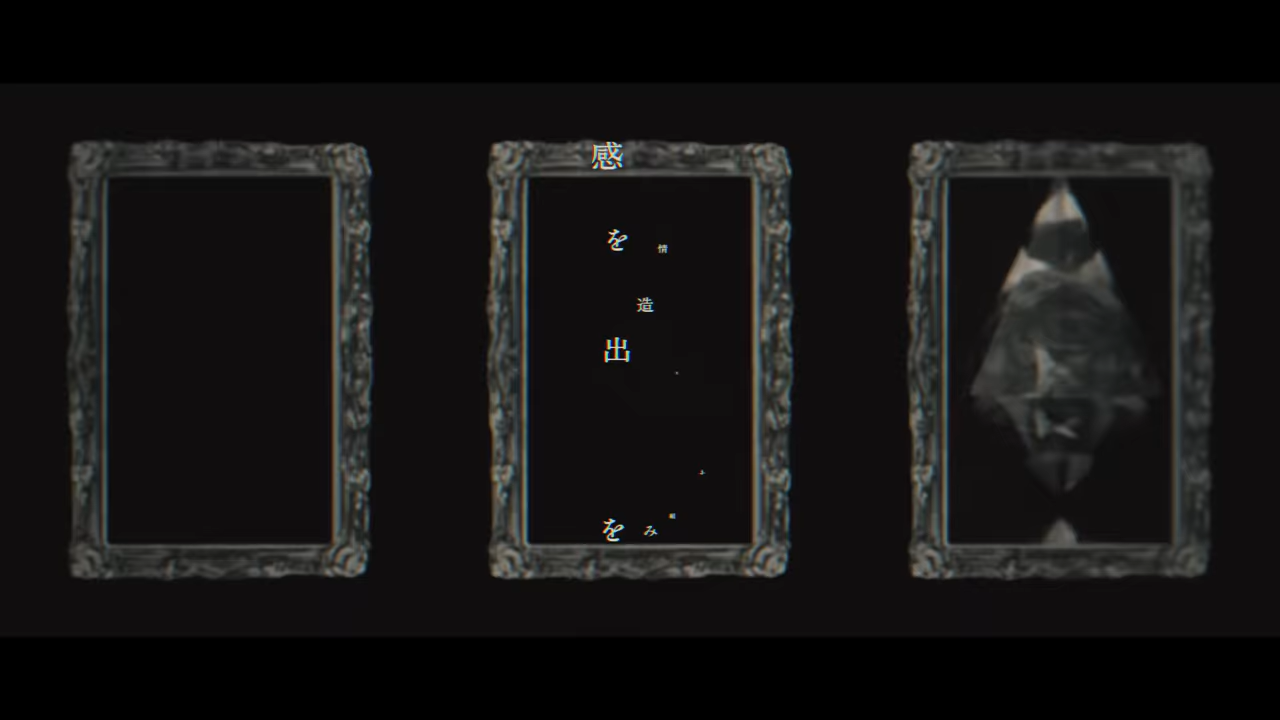 感
を 情
造
出
を み